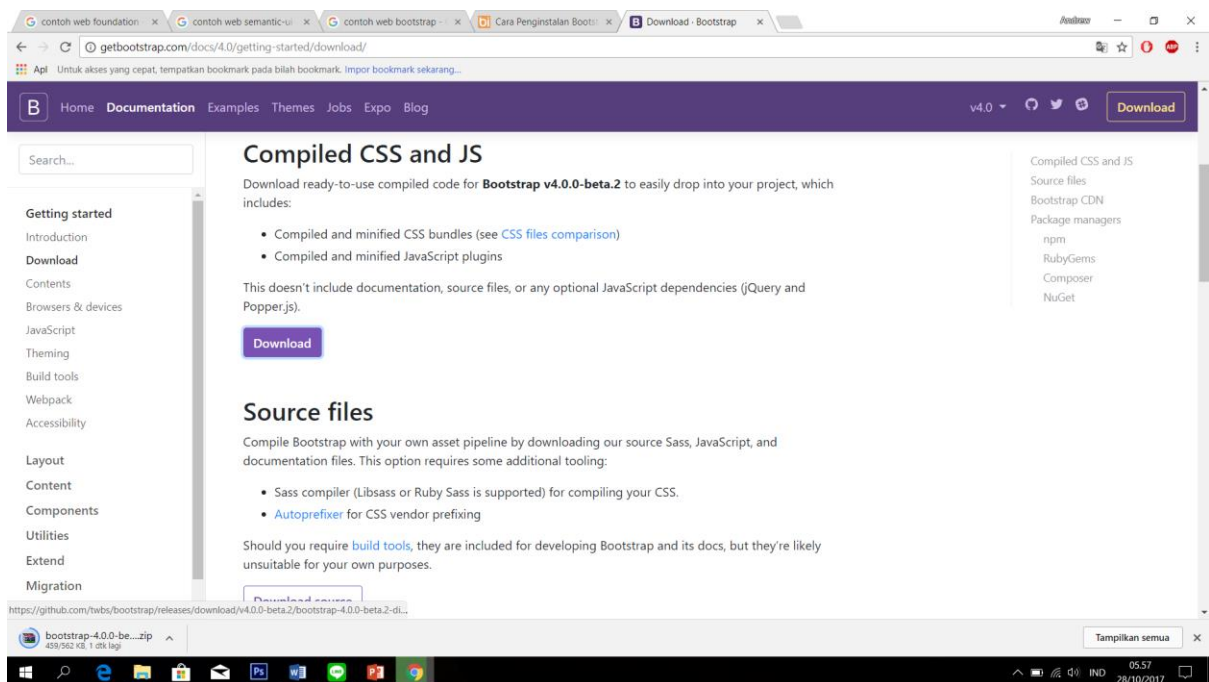 contoh web foundation
contoh web semantic-ui
contoh web bootstrap -
Cara Penginstalan Boots
Download · Bootstrap
Andreas
getbootstrap.com/docs/4.0/getting-started/download/
Apl Untuk akses yang cepat, tempatkan bookmark pada bilah bookmark. Impor bookmark sekarang...
B Home Documentation Examples Themes Jobs Expo Blog v4.0 Download
Search...
Getting started
Introduction
Download
Contents
Browsers & devices
JavaScript
Theming
Build tools
Webpack
Accessibility
Layout
Content
Components
Utilities
Extend
Migration
Compiled CSS and JS
Download ready-to-use compiled code for Bootstrap v4.0.0-beta.2 to easily drop into your project, which
includes:
• Compiled and minified CSS bundles (see CSS files comparison)
• Compiled and minified JavaScript plugins
This doesn't include documentation, source files, or any optional JavaScript dependencies (jQuery and
Popper.js).
Download
Source files
Compile Bootstrap with your own asset pipeline by downloading our source Sass, JavaScript, and
documentation files. This option requires some additional tooling:
• Sass compiler (Libsass or Ruby Sass is supported) for compiling your CSS.
• Autoprefixer for CSS vendor prefixing
Should you require build tools, they are included for developing Bootstrap and its docs, but they're likely
unsuitable for your own purposes.
Download source
Compiled CSS and JS
Source files
Bootstrap CDN
Package managers
npm
RubyGems
Composer
NuGet
https://github.com/twbs/bootstrap/releases/download/v4.0.0-beta.2/bootstrap-4.0.0-beta.2-di...
bootstrap-4.0.0-be....zip
459/562 KB, 1 dtk lagi
Tampilkan semua
IND
05.57
28/10/2017